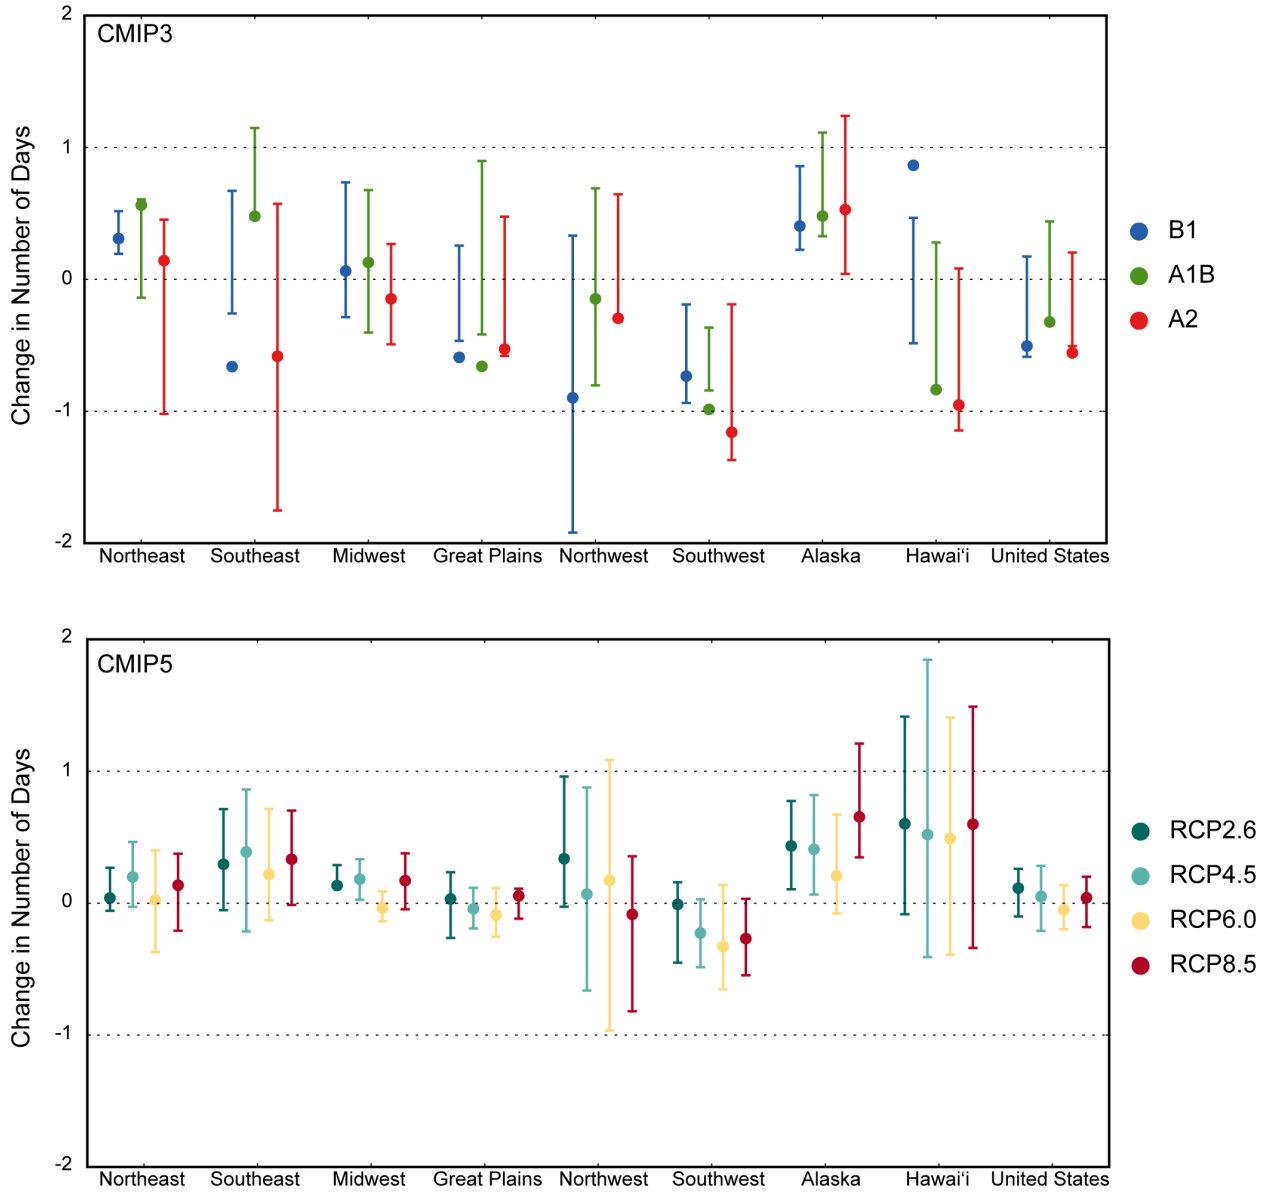 CMIP3
Change in Number of Days
2
1
0
-1
-2
Northeast Southeast Midwest Great Plains Northwest Southwest Alaska Hawai‘i United States
B1
A1B
A2
CMIP5
Change in Number of Days
2
1
0
-1
-2
Northeast Southeast Midwest Great Plains Northwest Southwest Alaska Hawai‘i United States
RCP2.6
RCP4.5
RCP6.0
RCP8.5